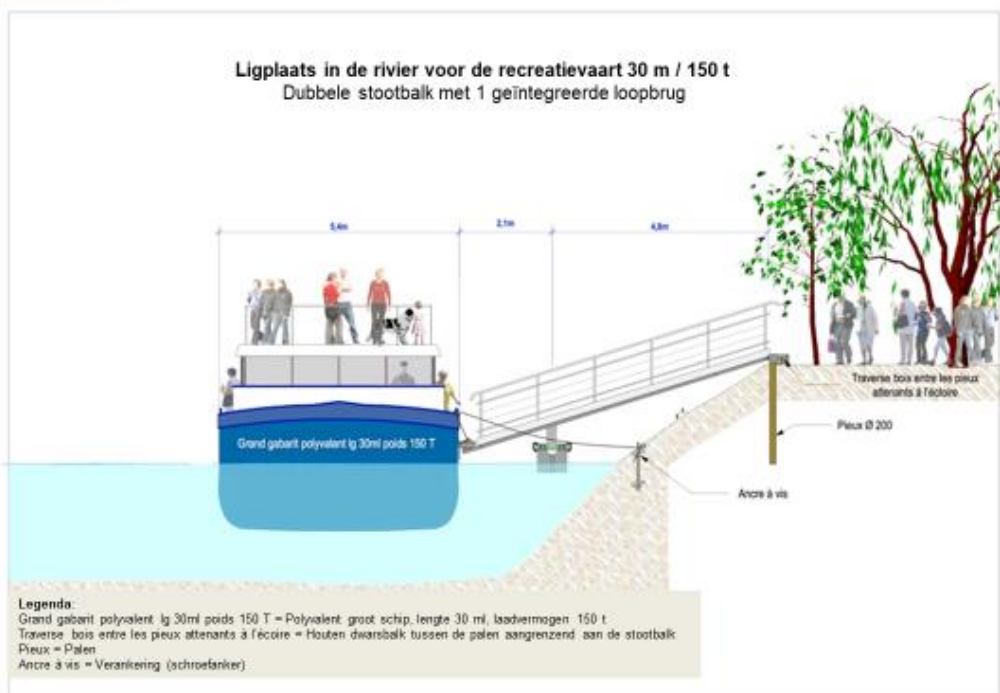 Ligplaats in de rivier voor de recreatievaart 30 m / 150 t
Dubbele stootbalk met 1 geïntegreerde loopbrug
5,4m
2,1m
4,8m
Traverse bois entre les pieux
attenants à l'écloire
Grand gabarit polyvalent lg 30ml poids 150 T
Pieux Ø 200
Ancre à vis
Legenda:
Grand gabarit polyvalent lg 30ml poids 150 T = Polyvalent groot schip, lengte 30 ml, laadvermogen 150 t
Traverse bois entre les pieux attenants à l'écoire = Houten dwarsbalk tussen de palen aangrenzend aan de stootbalk
Pieux = Palen
Ancre à vis = Verankering (schroefanker)